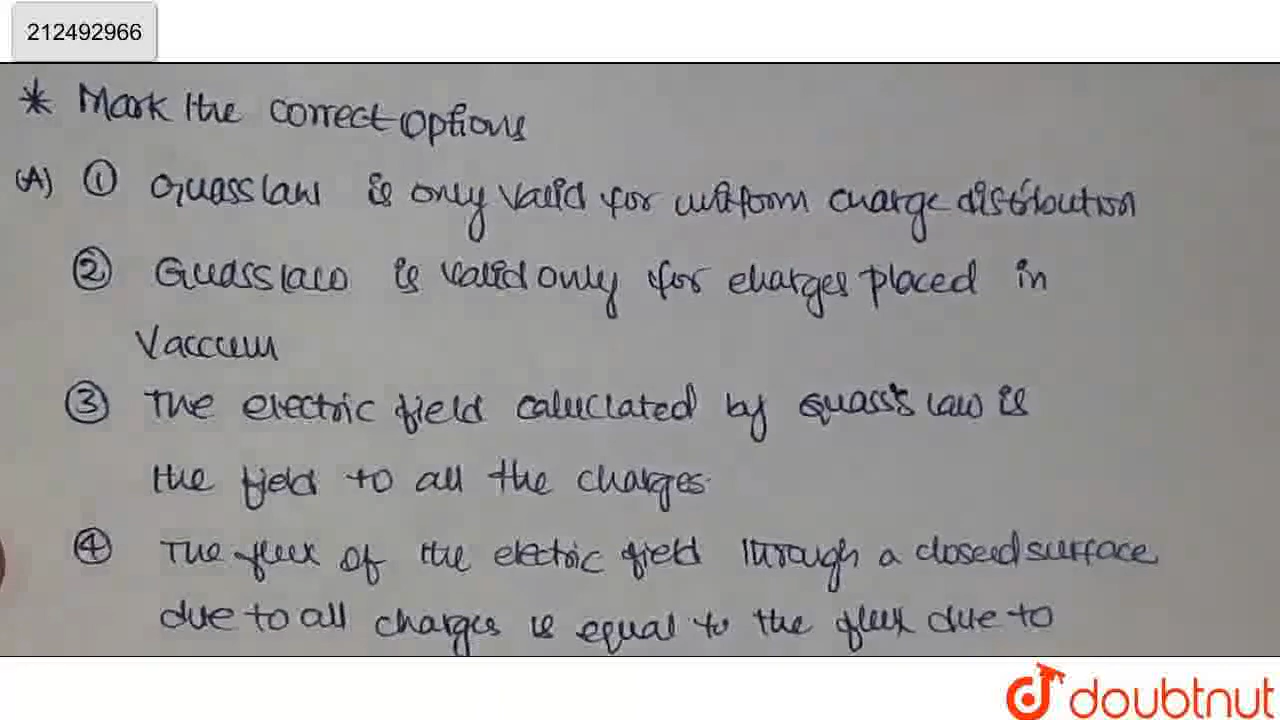 212492966
* Mark the correct options
(A) ① Guass law is only valid for uniform charge distribution
② Guass law is valid only for charges placed in
Vaccum
③ The electric field caluclated by Guass's law is
the field to all the charges.
④ The flux of the electric field through a closed surface
due to all charges is equal to the flux due to
doubtnut